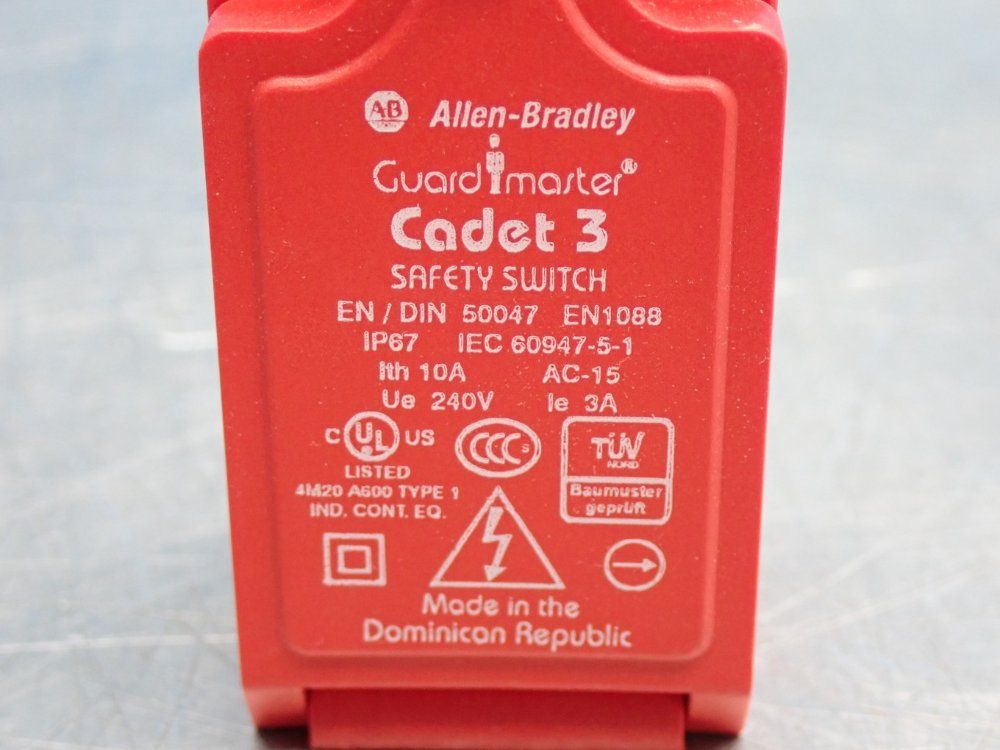 AB Allen-Bradley
Guardmaster®
Cadet 3
SAFETY SWITCH
EN / DIN 50047 EN1088
IP67 IEC 60947-5-1
Ith 10A AC-15
Ue 240V Ie 3A
C UL US
LISTED
4M20 A600 TYPE 1
IND. CONT. EQ.
CCC S
TÜV
NORD
Baumuster
geprüft
Made in the
Dominican Republic